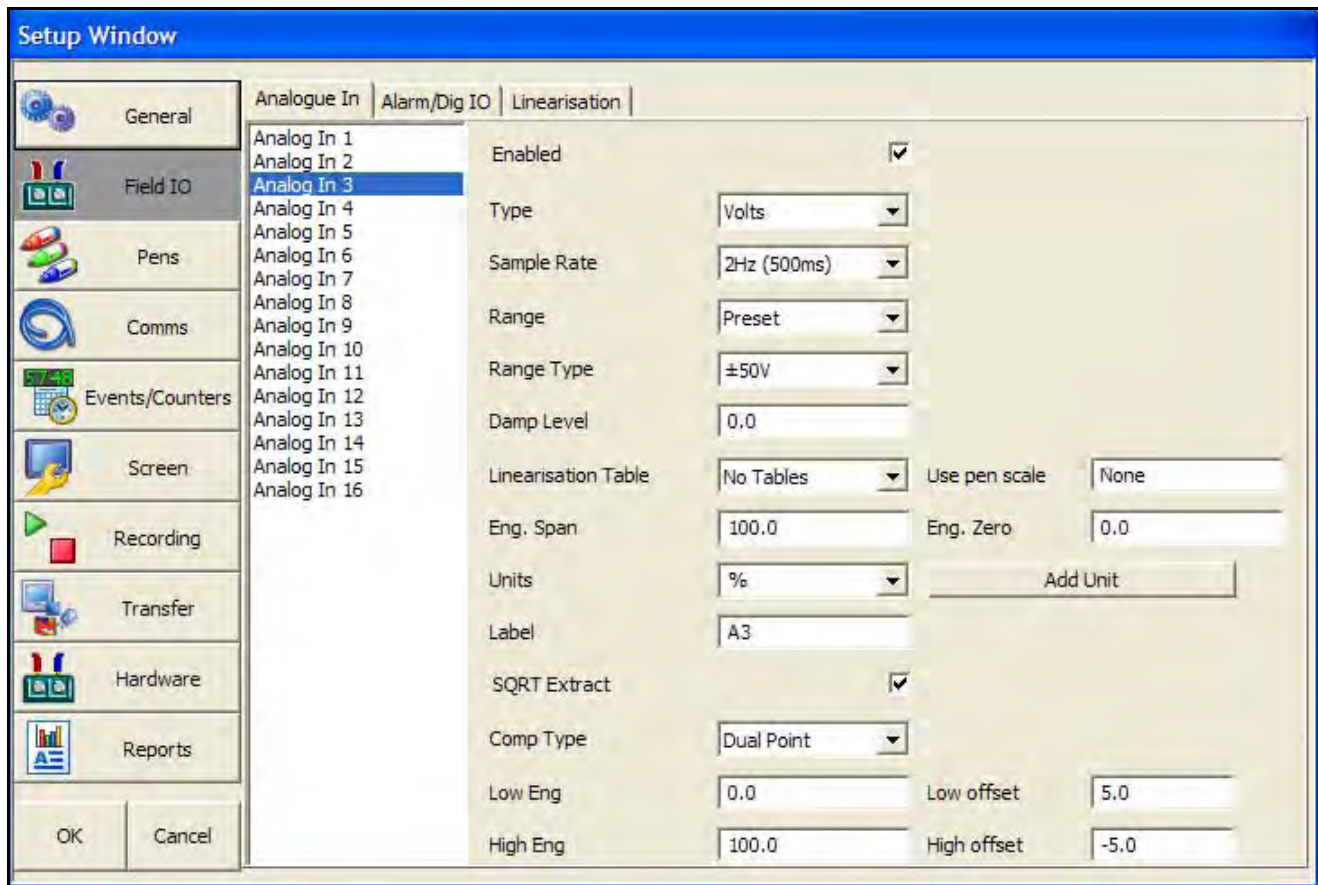 Setup Window
General
Field IO
Pens
Comms
57:48
Events/Counters
Screen
Recording
Transfer
Hardware
Reports
OK Cancel
Analogue In Alarm/Dig IO Linearisation
Analog In 1
Analog In 2
Analog In 3
Analog In 4
Analog In 5
Analog In 6
Analog In 7
Analog In 8
Analog In 9
Analog In 10
Analog In 11
Analog In 12
Analog In 13
Analog In 14
Analog In 15
Analog In 16
Enabled
Type Volts
Sample Rate 2Hz (500ms)
Range Preset
Range Type ±50V
Damp Level 0.0
Linearisation Table No Tables Use pen scale None
Eng. Span 100.0 Eng. Zero 0.0
Units % Add Unit
Label A3
SQRT Extract
Comp Type Dual Point
Low Eng 0.0 Low offset 5.0
High Eng 100.0 High offset -5.0